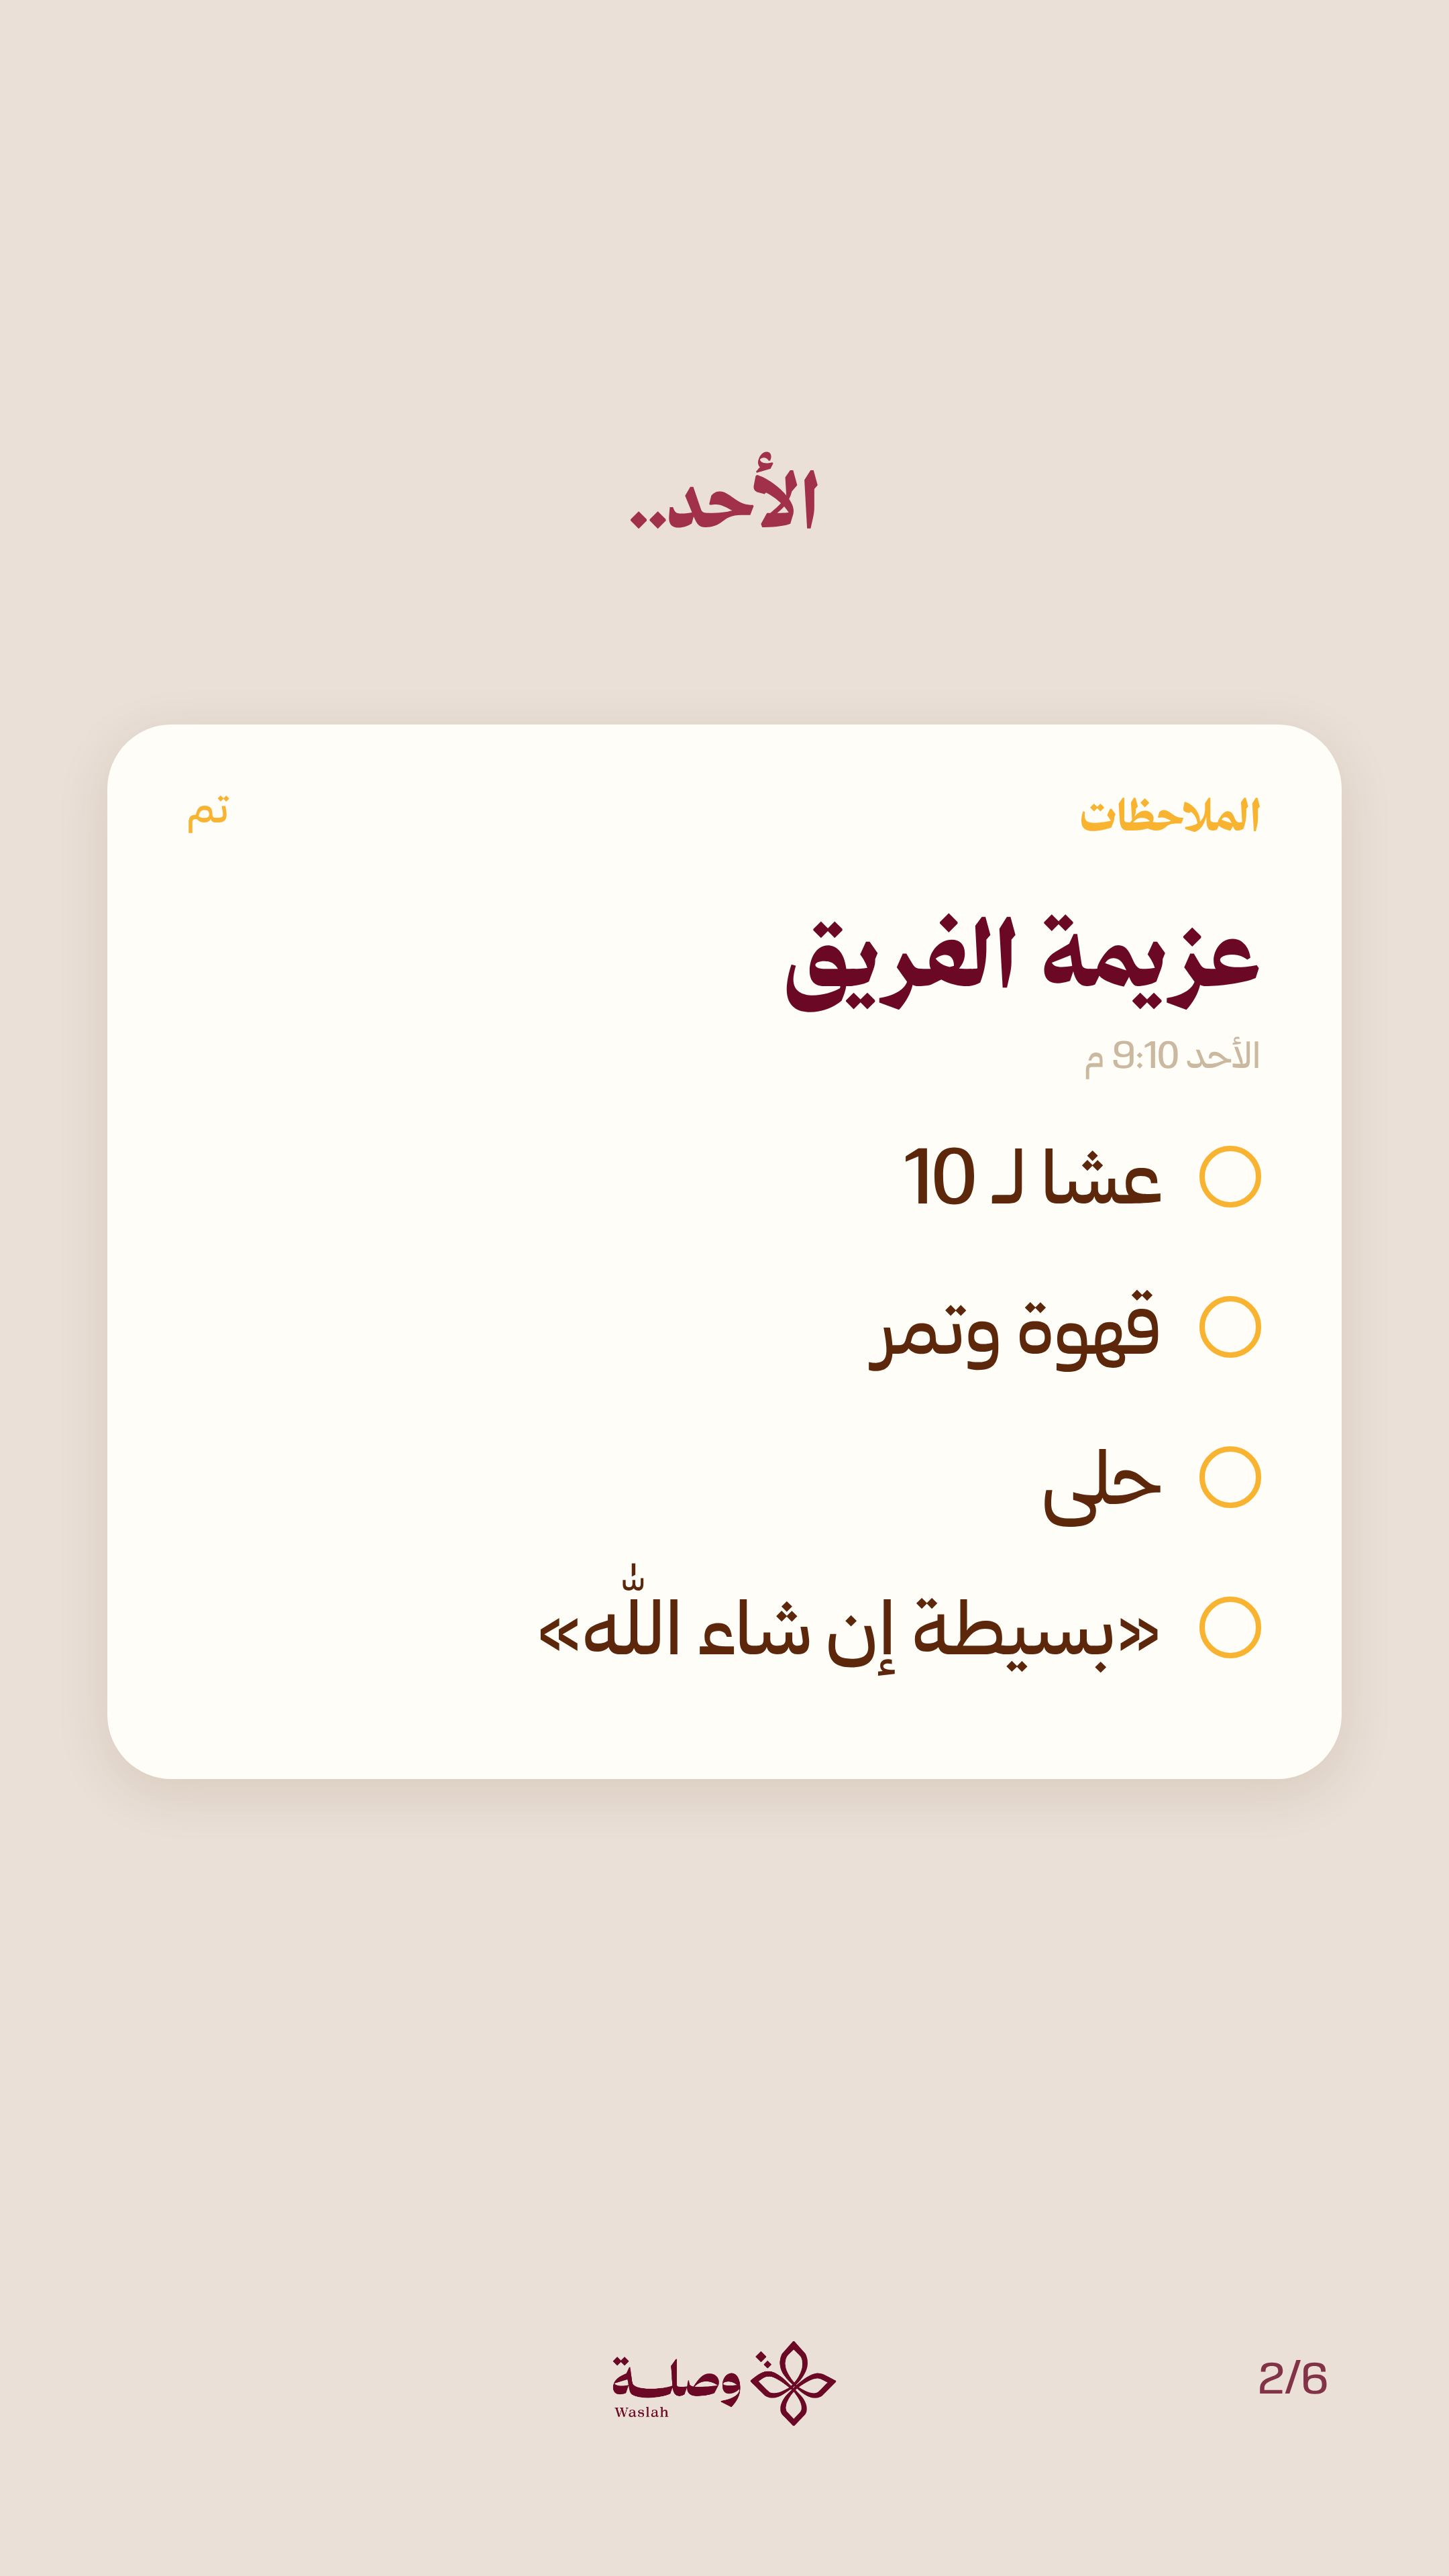 الأحد..
الملاحظات
تم
عزيمة الفريق
الأحد 9:10 م
عشا لـ 10
قهوة وتمر
حلى
«بسيطة إن شاء الله»
وصلة
Waslah
2/6